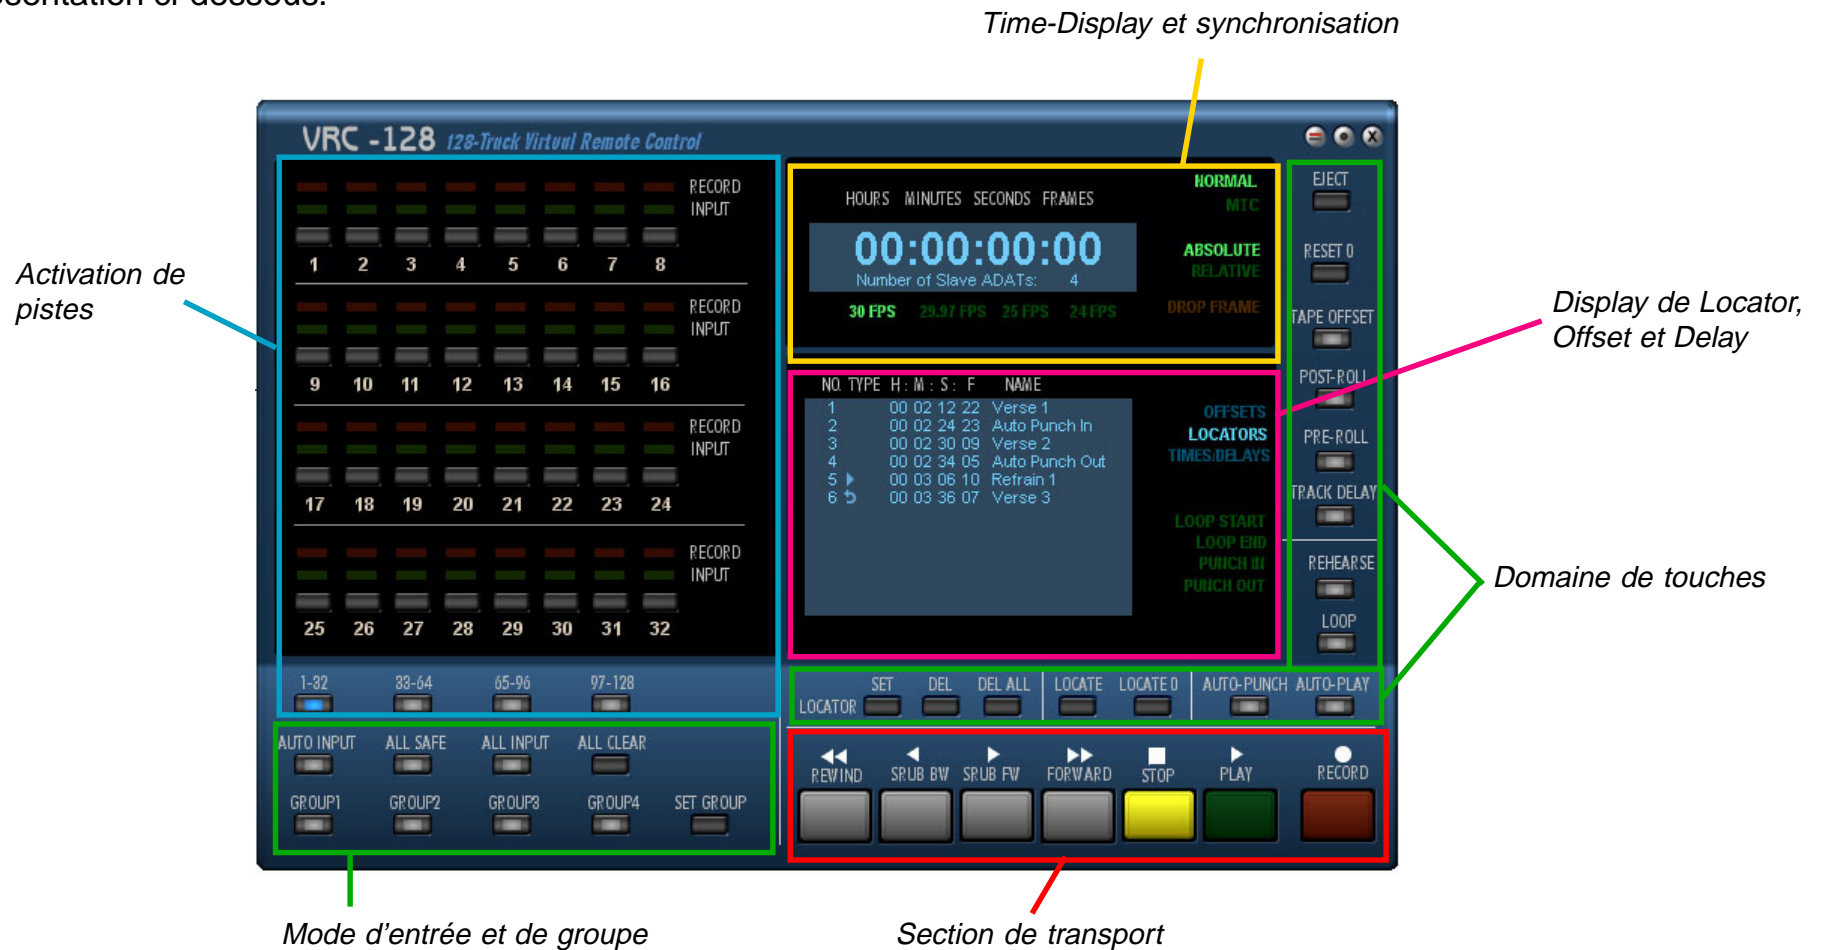 ésentation ci-dessous.
Time-Display et synchronisation
VRC -128 128-Track Virtual Remote Control
RECORD
INPUT
1 2 3 4 5 6 7 8
RECORD
INPUT
9 10 11 12 13 14 15 16
RECORD
INPUT
17 18 19 20 21 22 23 24
RECORD
INPUT
25 26 27 28 29 30 31 32
1-32 33-64 65-96 97-128
Activation de
pistes
HOURS MINUTES SECONDS FRAMES
00:00:00:00
Number of Slave ADATs: 4
30 FPS 29.97 FPS 25 FPS 24 FPS
NORMAL
MTC
ABSOLUTE
RELATIVE
DROP FRAME
NO. TYPE H : M : S : F NAME
1 00 02 12 22 Verse 1
2 00 02 24 23 Auto Punch In
3 00 02 30 09 Verse 2
4 00 02 34 05 Auto Punch Out
5 00 03 06 10 Refrain 1
6 00 03 36 07 Verse 3
OFFSETS
LOCATORS
TIMES/DELAYS
LOOP START
LOOP END
PUNCH IN
PUNCH OUT
EJECT
RESET 0
TAPE OFFSET
POST-ROLL
PRE-ROLL
TRACK DELAY
REHEARSE
LOOP
Display de Locator,
Offset et Delay
Domaine de touches
LOCATOR SET DEL DEL ALL LOCATE LOCATE 0 AUTO-PUNCH AUTO-PLAY
AUTO INPUT ALL SAFE ALL INPUT ALL CLEAR
GROUP1 GROUP2 GROUP3 GROUP4 SET GROUP
REWIND SRUB BW SRUB FW FORWARD STOP PLAY RECORD
Mode d'entrée et de groupe
Section de transport